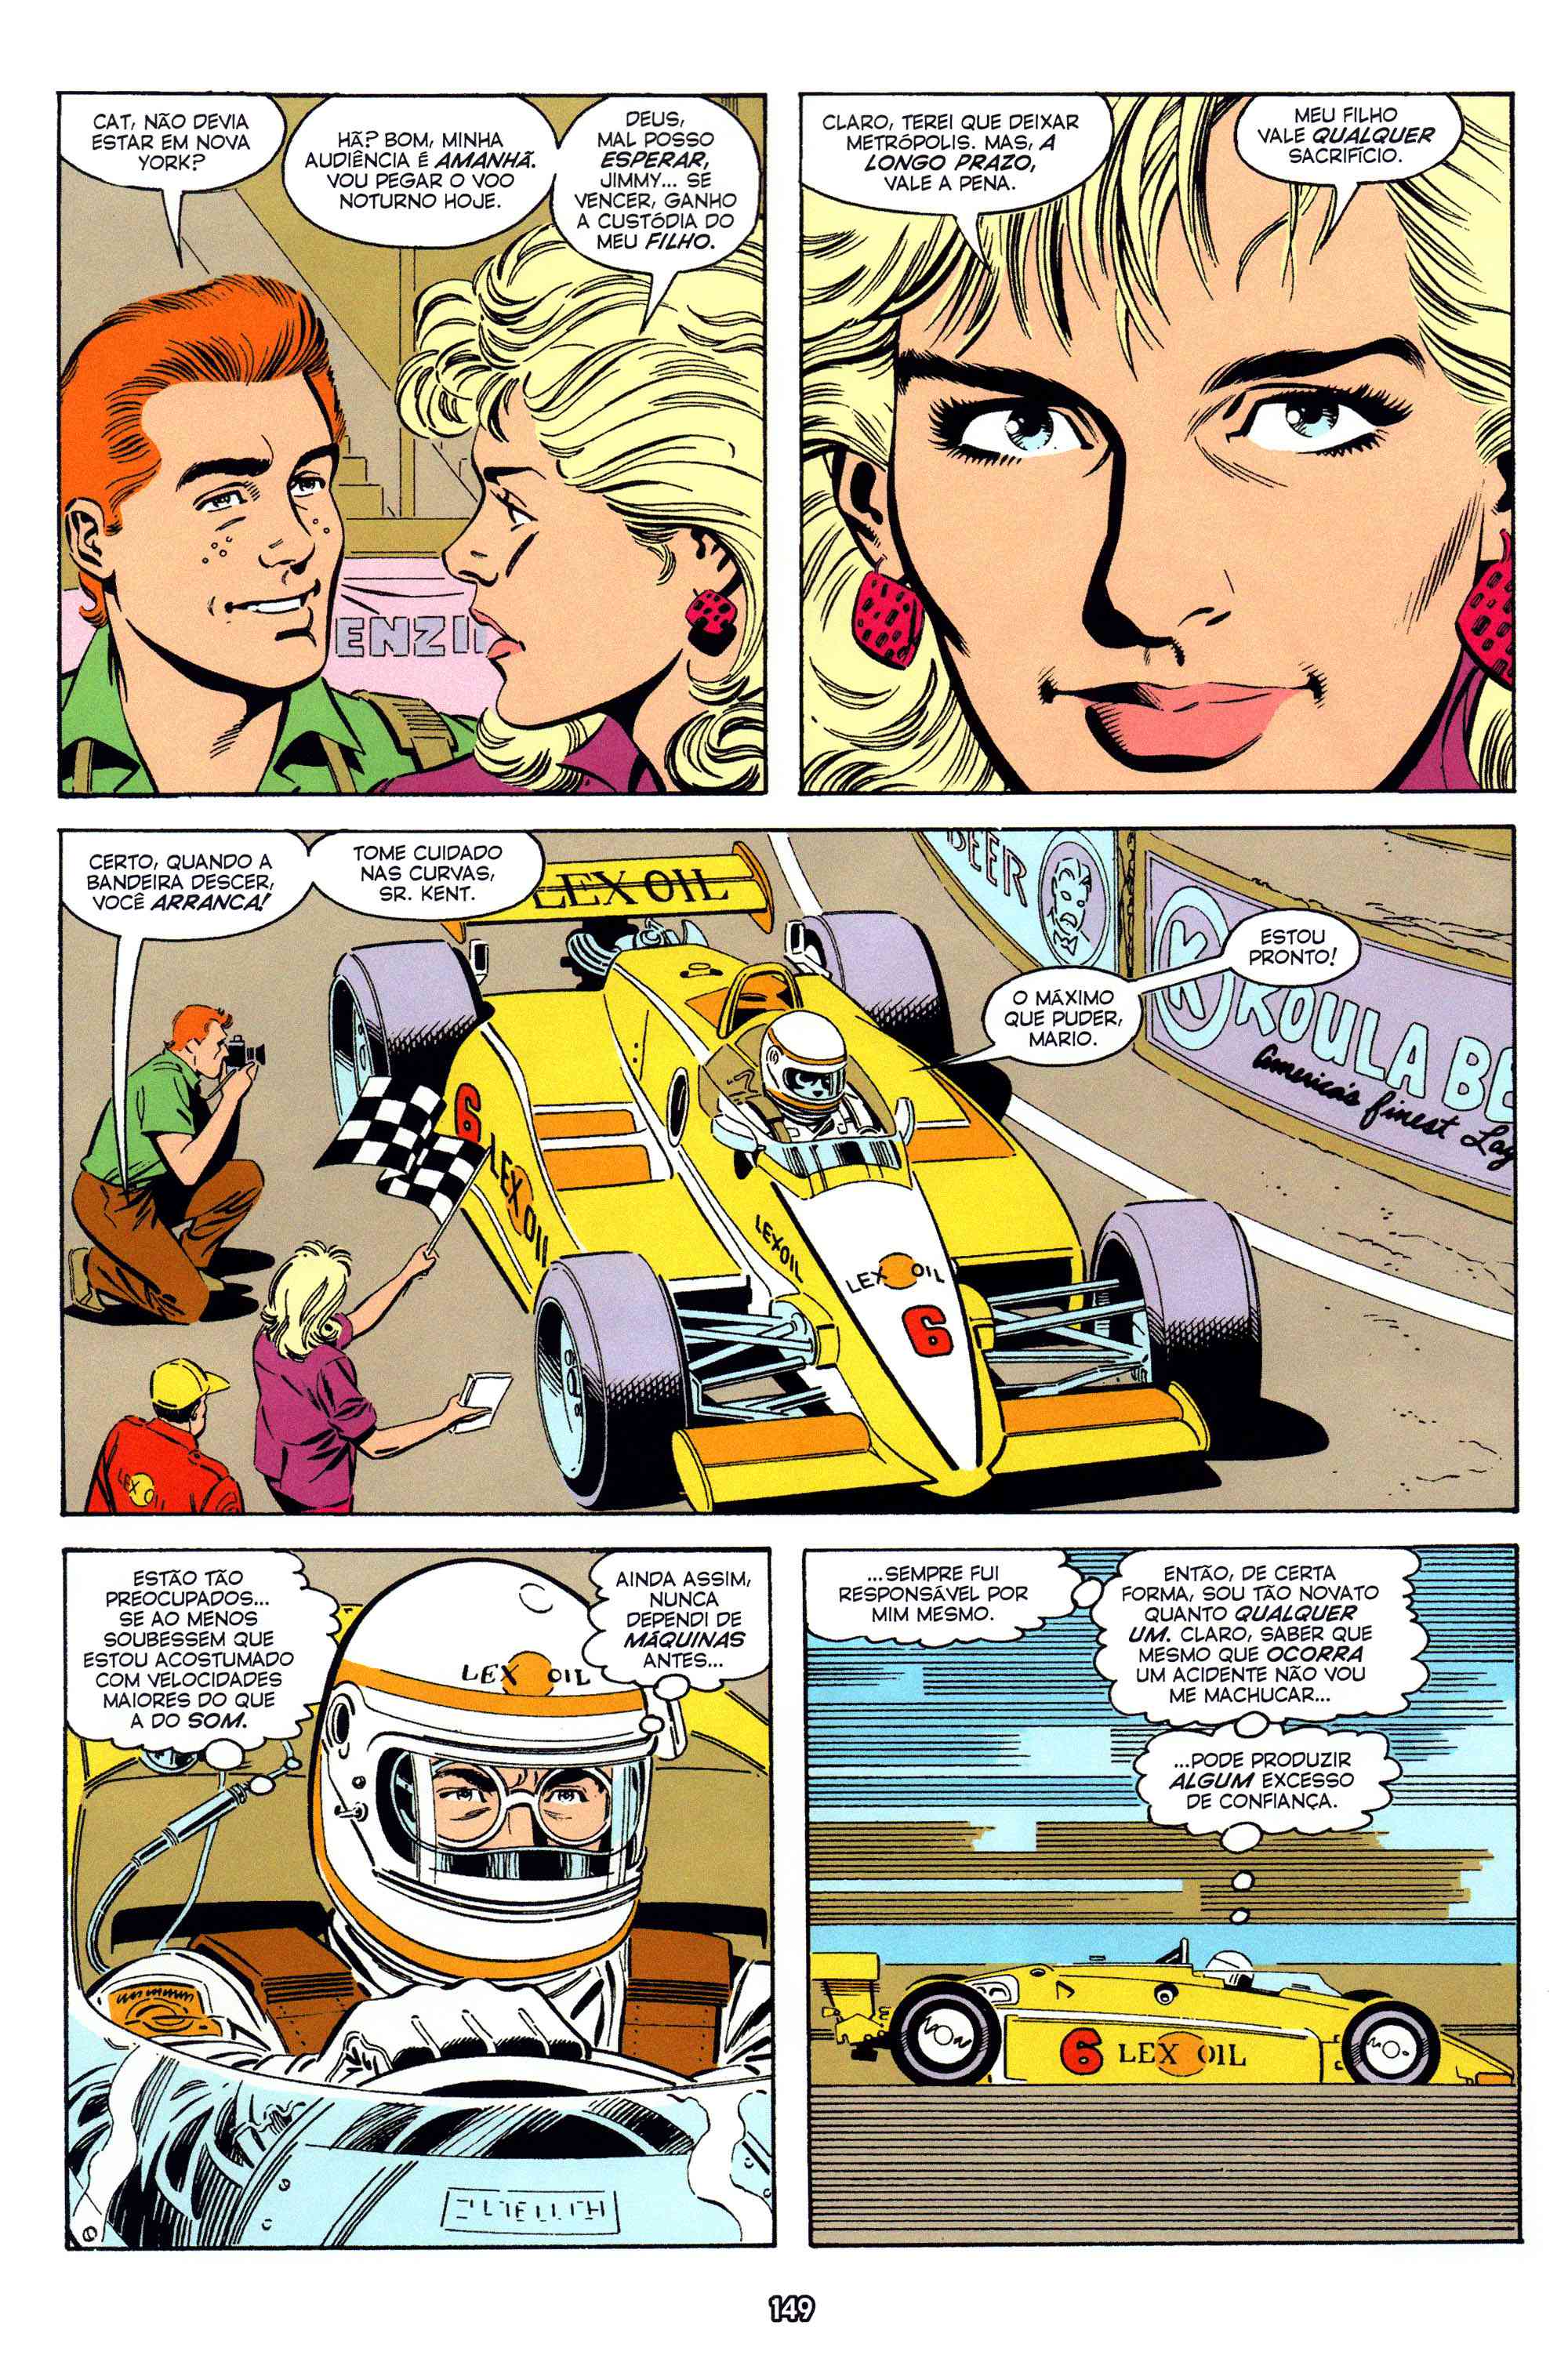 CAT, NÃO DEVIA
ESTAR EM NOVA
YORK?
HÃ? BOM, MINHA
AUDIÊNCIA É AMANHÃ.
VOU PEGAR O VOO
NOTURNO HOJE.
DEUS,
MAL POSSO
ESPERAR,
JIMMY... SE
VENCER, GANHO
A CUSTÓDIA DO
MEU FILHO.
ENZI
CLARO, TEREI QUE DEIXAR
METRÓPOLIS. MAS, A
LONGO PRAZO,
VALE A PENA.
MEU FILHO
VALE QUALQUER
SACRIFÍCIO.
CERTO, QUANDO A
BANDEIRA DESCER,
VOCÊ ARRANCA!
TOME CUIDADO
NAS CURVAS,
SR. KENT.
LEX OIL
BEER
ESTOU
PRONTO!
O MÁXIMO
QUE PUDER,
MARIO.
K KOULA BE
America's finest Lag
6
LEX OIL
LEXOIL
LEX OIL
6
LEX
ESTÃO TÃO
PREOCUPADOS...
SE AO MENOS
SOUBESSEM QUE
ESTOU ACOSTUMADO
COM VELOCIDADES
MAIORES DO QUE
A DO SOM.
AINDA ASSIM,
NUNCA
DEPENDI DE
MÁQUINAS
ANTES...
LEX OIL
...SEMPRE FUI
RESPONSÁVEL POR
MIM MESMO.
ENTÃO, DE CERTA
FORMA, SOU TÃO NOVATO
QUANTO QUALQUER
UM. CLARO, SABER QUE
MESMO QUE OCORRA
UM ACIDENTE NÃO VOU
ME MACHUCAR...
...PODE PRODUZIR
ALGUM EXCESSO
DE CONFIANÇA.
6 LEX OIL
149